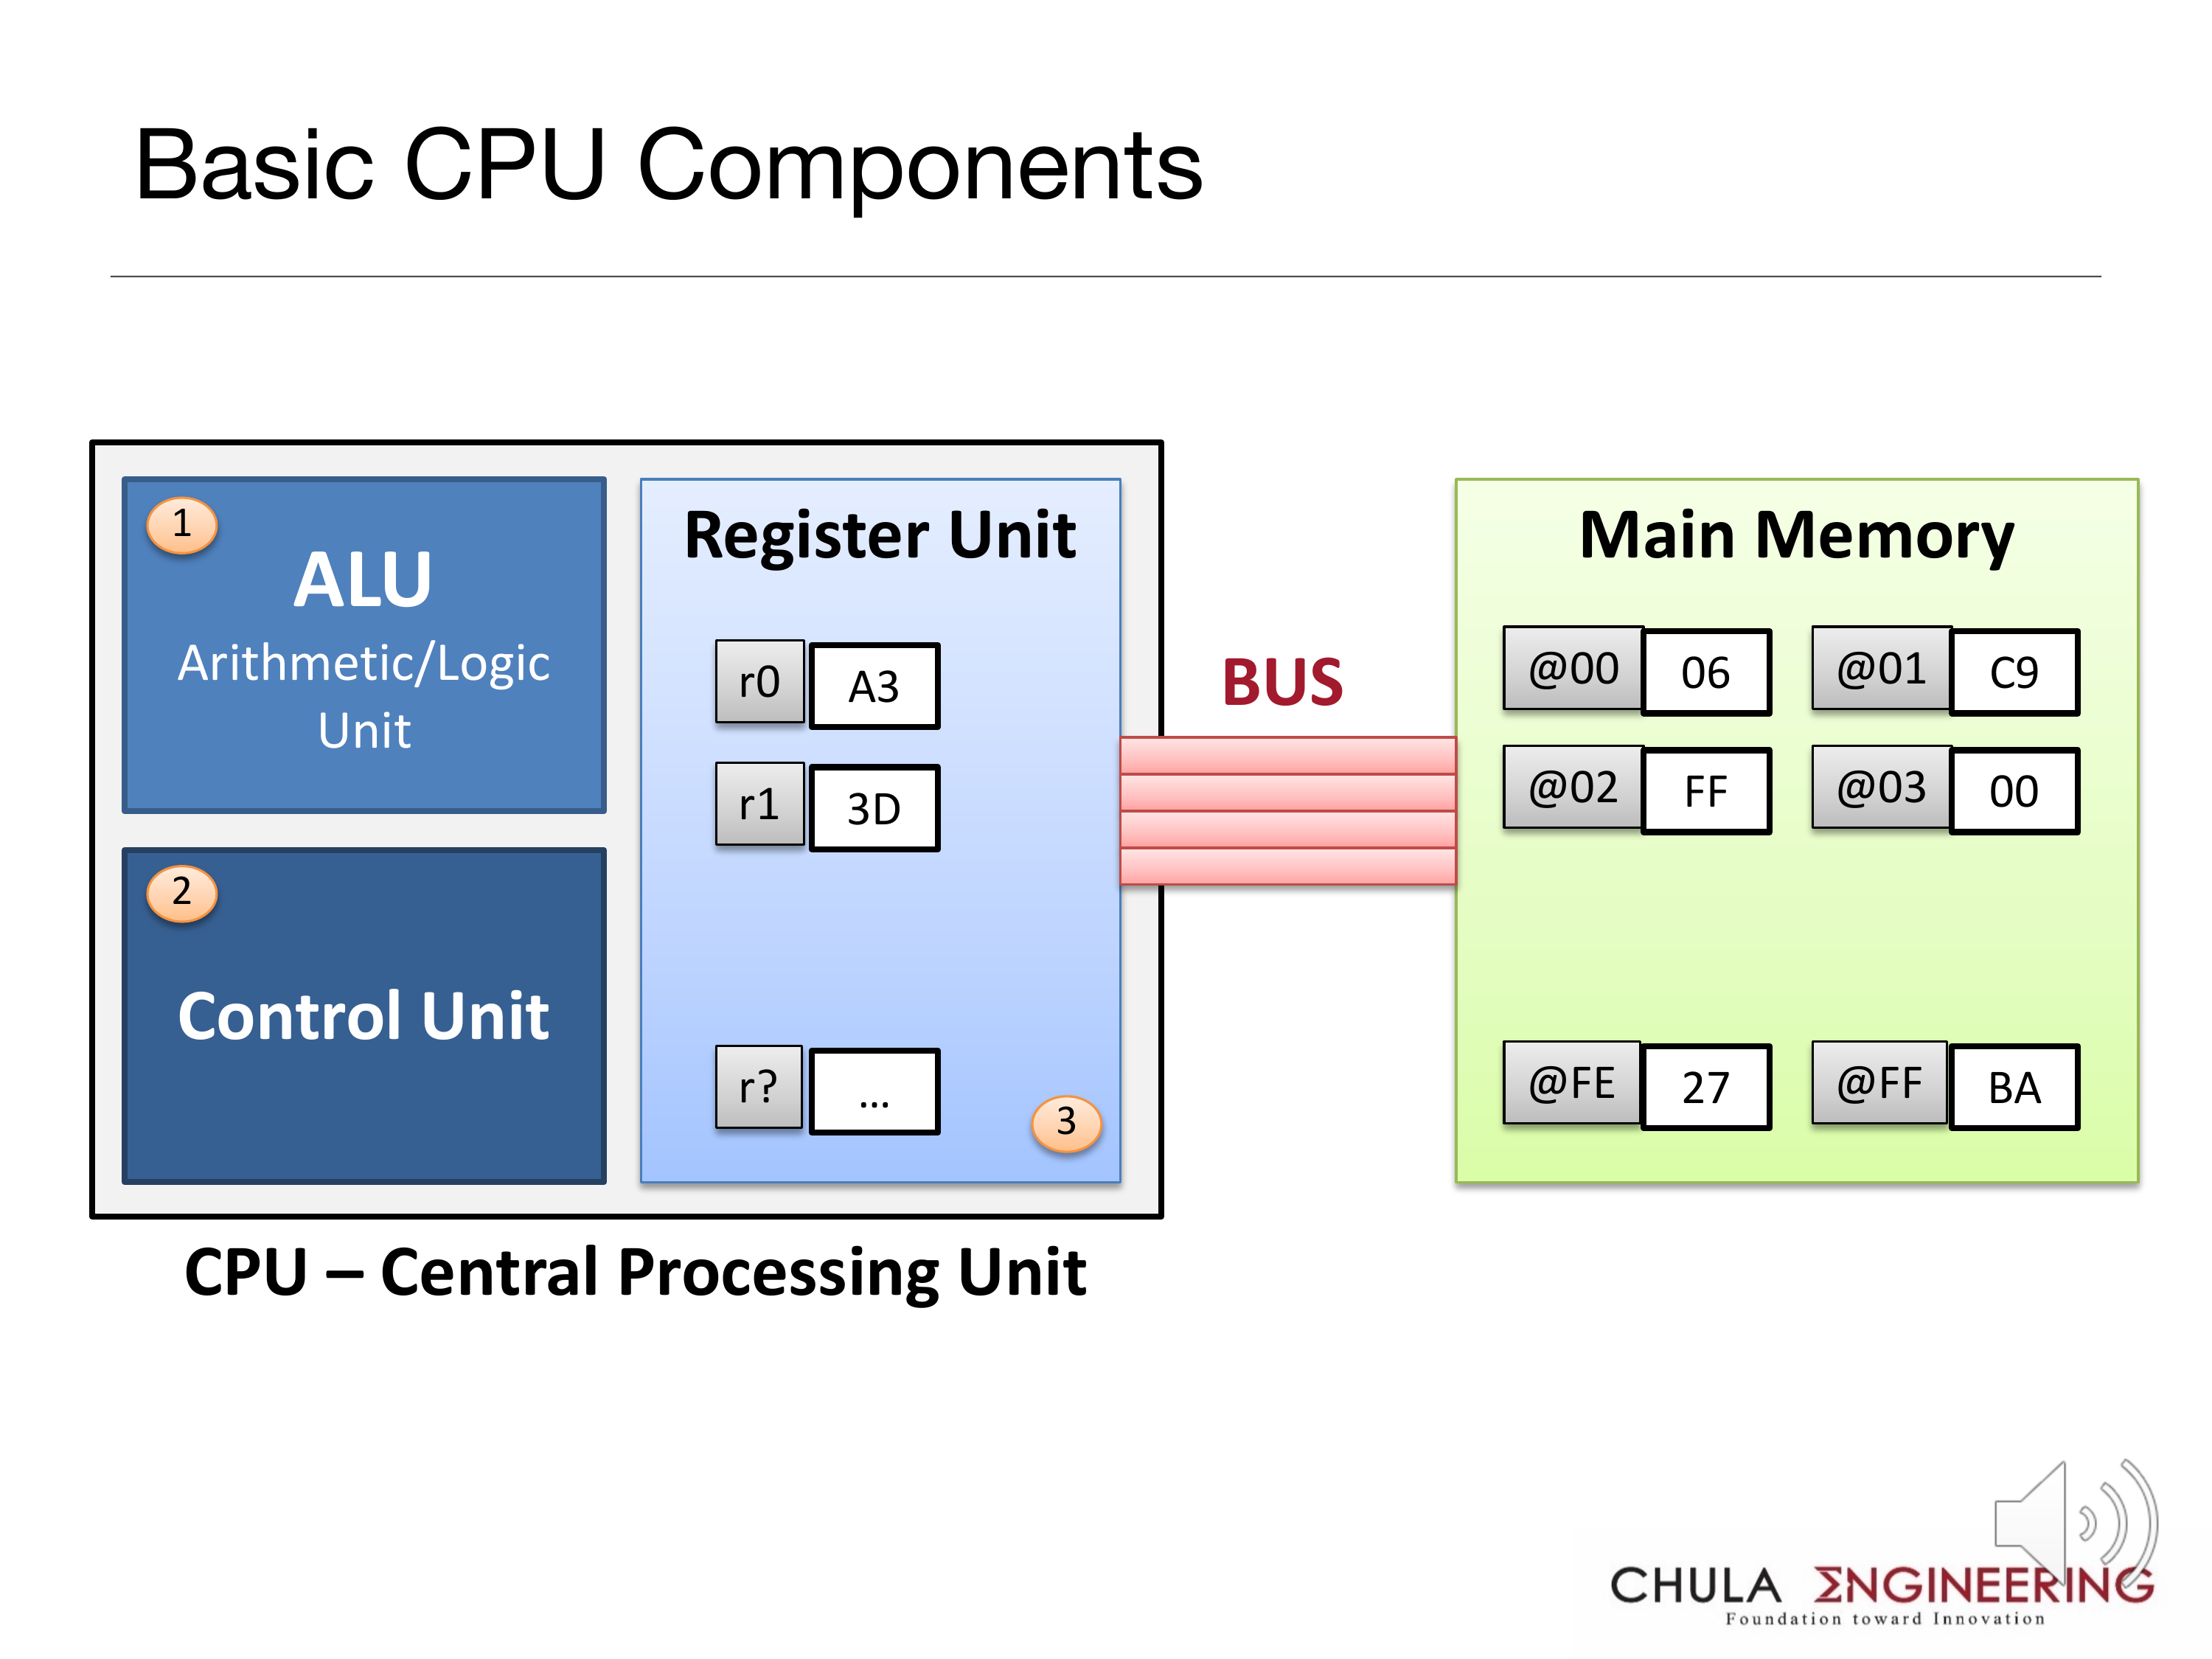 Basic CPU Components
1
ALU
Arithmetic/Logic
Unit
2
Control Unit
Register Unit
r0 A3
r1 3D
r? ...
3
CPU – Central Processing Unit
BUS
Main Memory
@00 06 @01 C9
@02 FF @03 00
@FE 27 @FF BA
CHULA ΣNGINEERING
Foundation toward Innovation